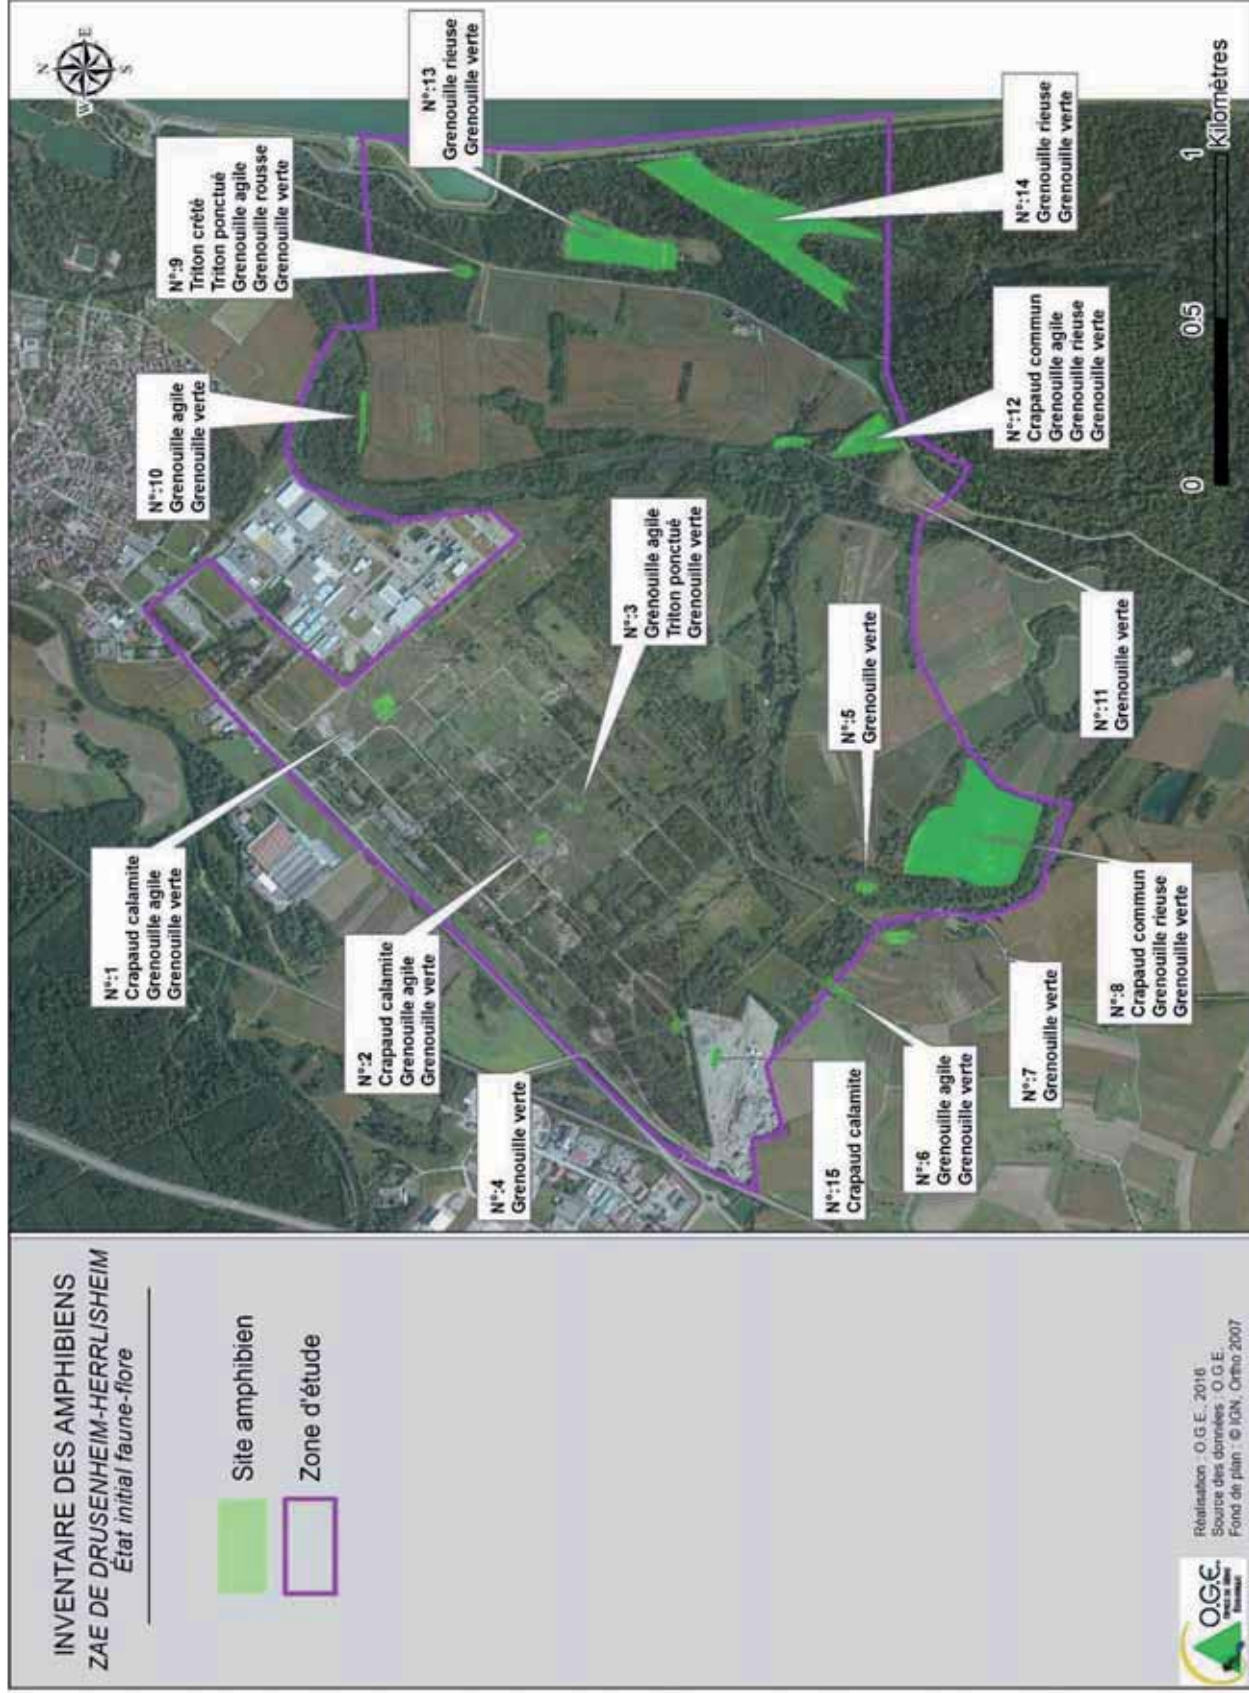 INVENTAIRE DES AMPHIBIENS
ZAE DE DRUSENHEIM-HERRLISHEIM
État initial faune-flore
Site amphibien
Zone d'étude
Réalisation : O.G.E., 2016
Source des données : O.G.E.
Fond de plan : © IGN, Ortho 2007
O.G.E.
N°:1
Crapaud calamite
Grenouille agile
Grenouille verte
N°:2
Crapaud calamite
Grenouille agile
Grenouille verte
N°:4
Grenouille verte
N°:15
Crapaud calamite
N°:6
Grenouille agile
Grenouille verte
N°:7
Grenouille verte
N°:8
Crapaud commun
Grenouille rieuse
Grenouille verte
N°:3
Grenouille agile
Triton ponctué
Grenouille verte
N°:5
Grenouille verte
N°:11
Grenouille verte
N°:10
Grenouille agile
Grenouille verte
N°:9
Triton crêté
Triton ponctué
Grenouille agile
Grenouille rousse
Grenouille verte
N°:13
Grenouille rieuse
Grenouille verte
N°:14
Grenouille rieuse
Grenouille verte
N°:12
Crapaud commun
Grenouille agile
Grenouille rieuse
Grenouille verte
N
W E
S
0 0.5 1
Kilomètres